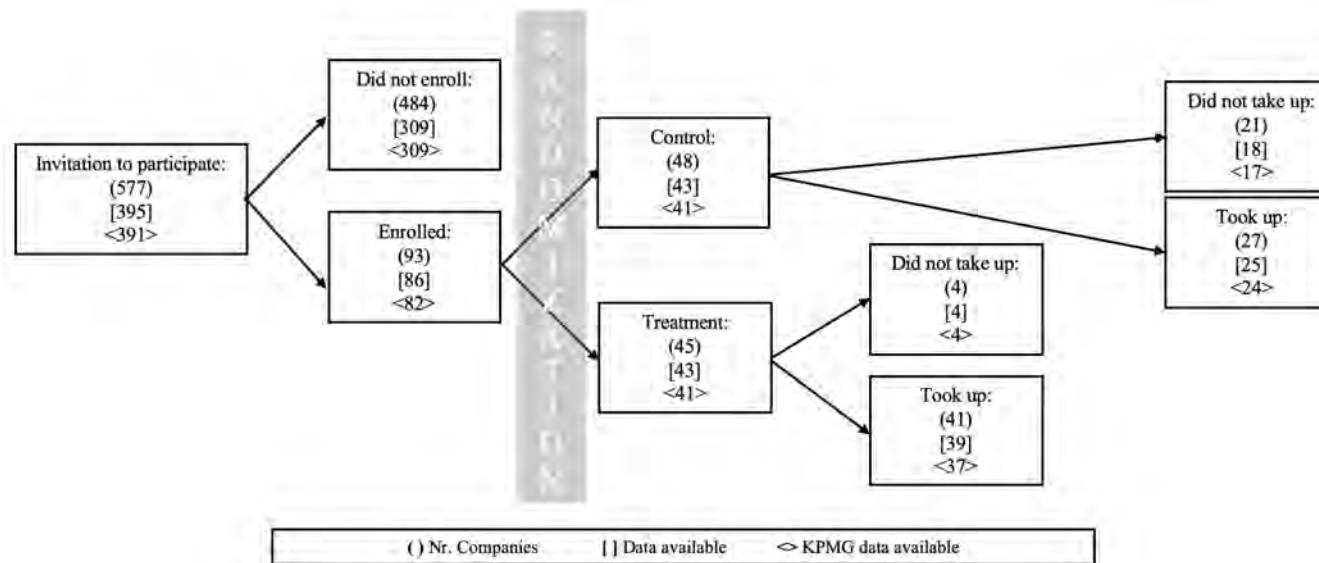 Invitation to participate:
(577)
[395]
<391>
Did not enroll:
(484)
[309]
<309>
Enrolled:
(93)
[86]
<82>
RANDOMIZATION
Control:
(48)
[43]
<41>
Treatment:
(45)
[43]
<41>
Did not take up:
(4)
[4]
<4>
Took up:
(41)
[39]
<37>
Did not take up:
(21)
[18]
<17>
Took up:
(27)
[25]
<24>
( ) Nr. Companies [ ] Data available <> KPMG data available